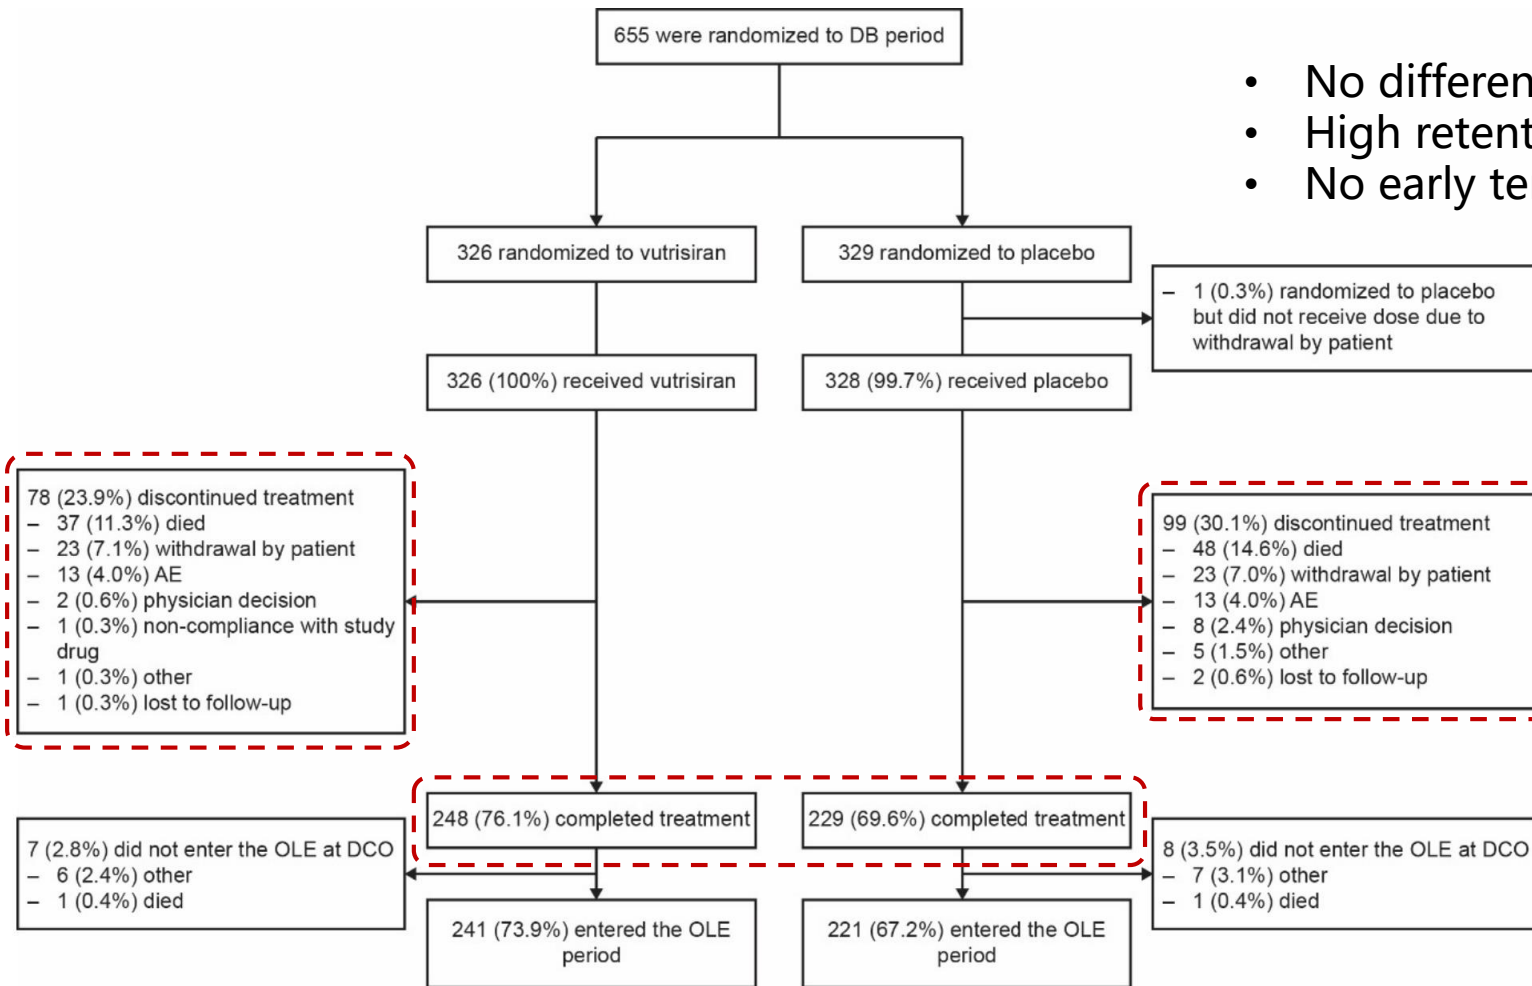 655 were randomized to DB period
• No
• High
• No early
326 randomized to vutrisiran
329 randomized to placebo
– 1 (0.3%) randomized to placebo
but did not receive dose due to
withdrawal by patient
326 (100%) received vutrisiran
328 (99.7%) received placebo
78 (23.9%) discontinued treatment
– 37 (11.3%) died
– 23 (7.1%) withdrawal by patient
– 13 (4.0%) AE
– 2 (0.6%) physician decision
– 1 (0.3%) non-compliance with study
drug
– 1 (0.3%) other
– 1 (0.3%) lost to follow-up
99 (30.1%) discontinued treatment
– 48 (14.6%) died
– 23 (7.0%) withdrawal by patient
– 13 (4.0%) AE
– 8 (2.4%) physician decision
– 5 (1.5%) other
– 2 (0.6%) lost to follow-up
248 (76.1%) completed treatment
229 (69.6%) completed treatment
7 (2.8%) did not enter the OLE at DCO
– 6 (2.4%) other
– 1 (0.4%) died
8 (3.5%) did not enter the OLE at DCO
– 7 (3.1%) other
– 1 (0.4%) died
241 (73.9%) entered the OLE
period
221 (67.2%) entered the OLE
period